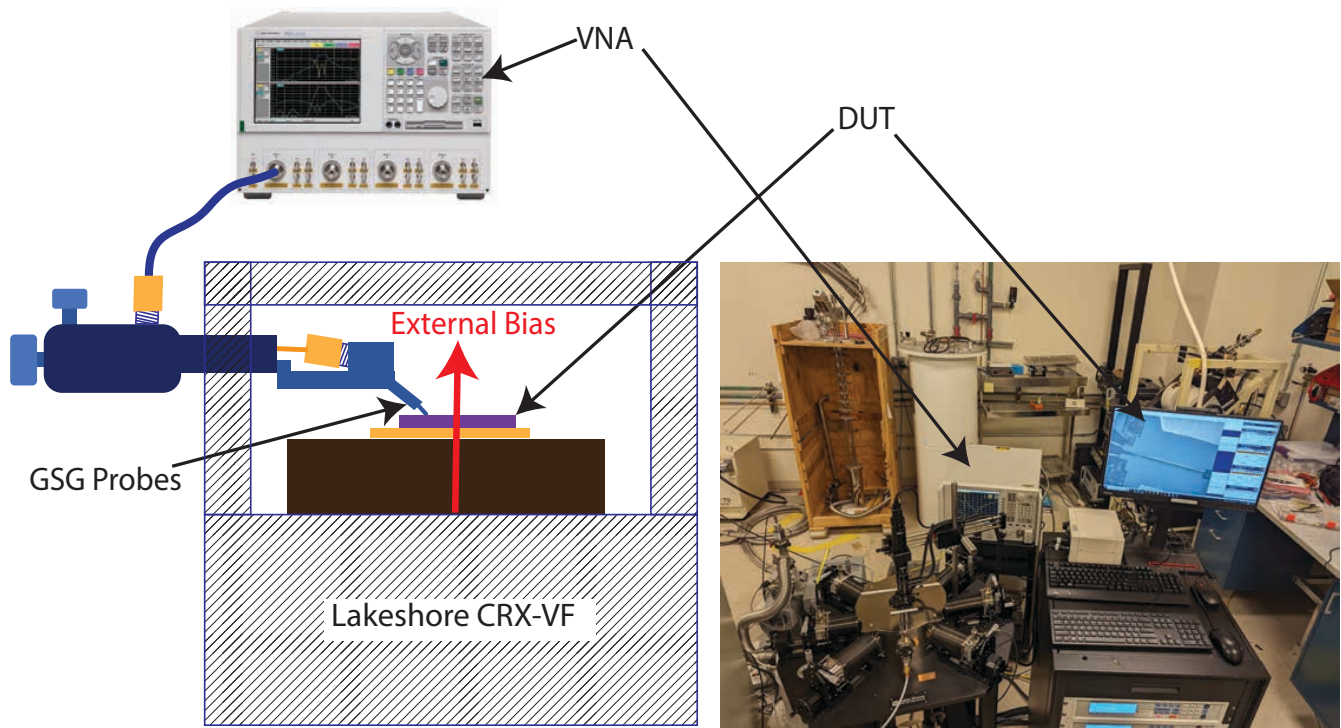 VNA
DUT
External Bias
GSG Probes
Lakeshore CRX-VF